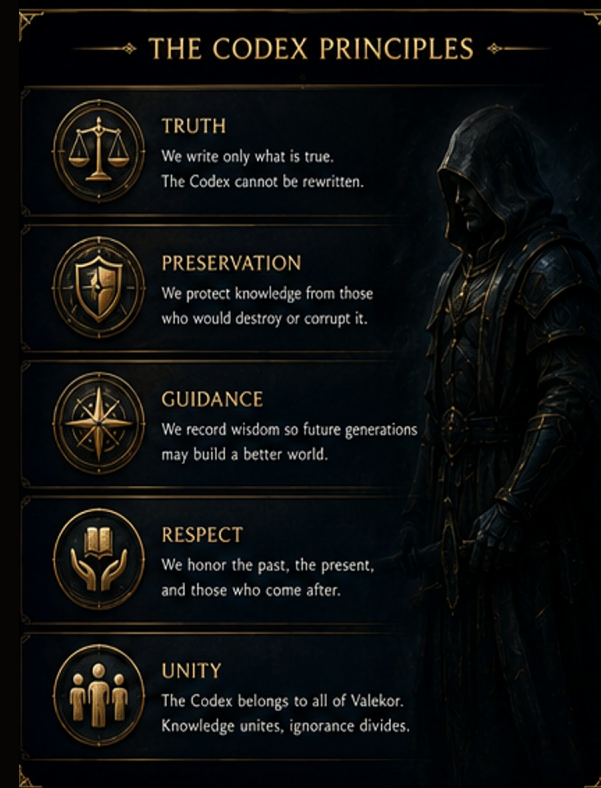 THE CODEX PRINCIPLES
TRUTH
We write only what is true.
The Codex cannot be rewritten.
PRESERVATION
We protect knowledge from those
who would destroy or corrupt it.
GUIDANCE
We record wisdom so future generations
may build a better world.
RESPECT
We honor the past, the present,
and those who come after.
UNITY
The Codex belongs to all of Valekor.
Knowledge unites, ignorance divides.